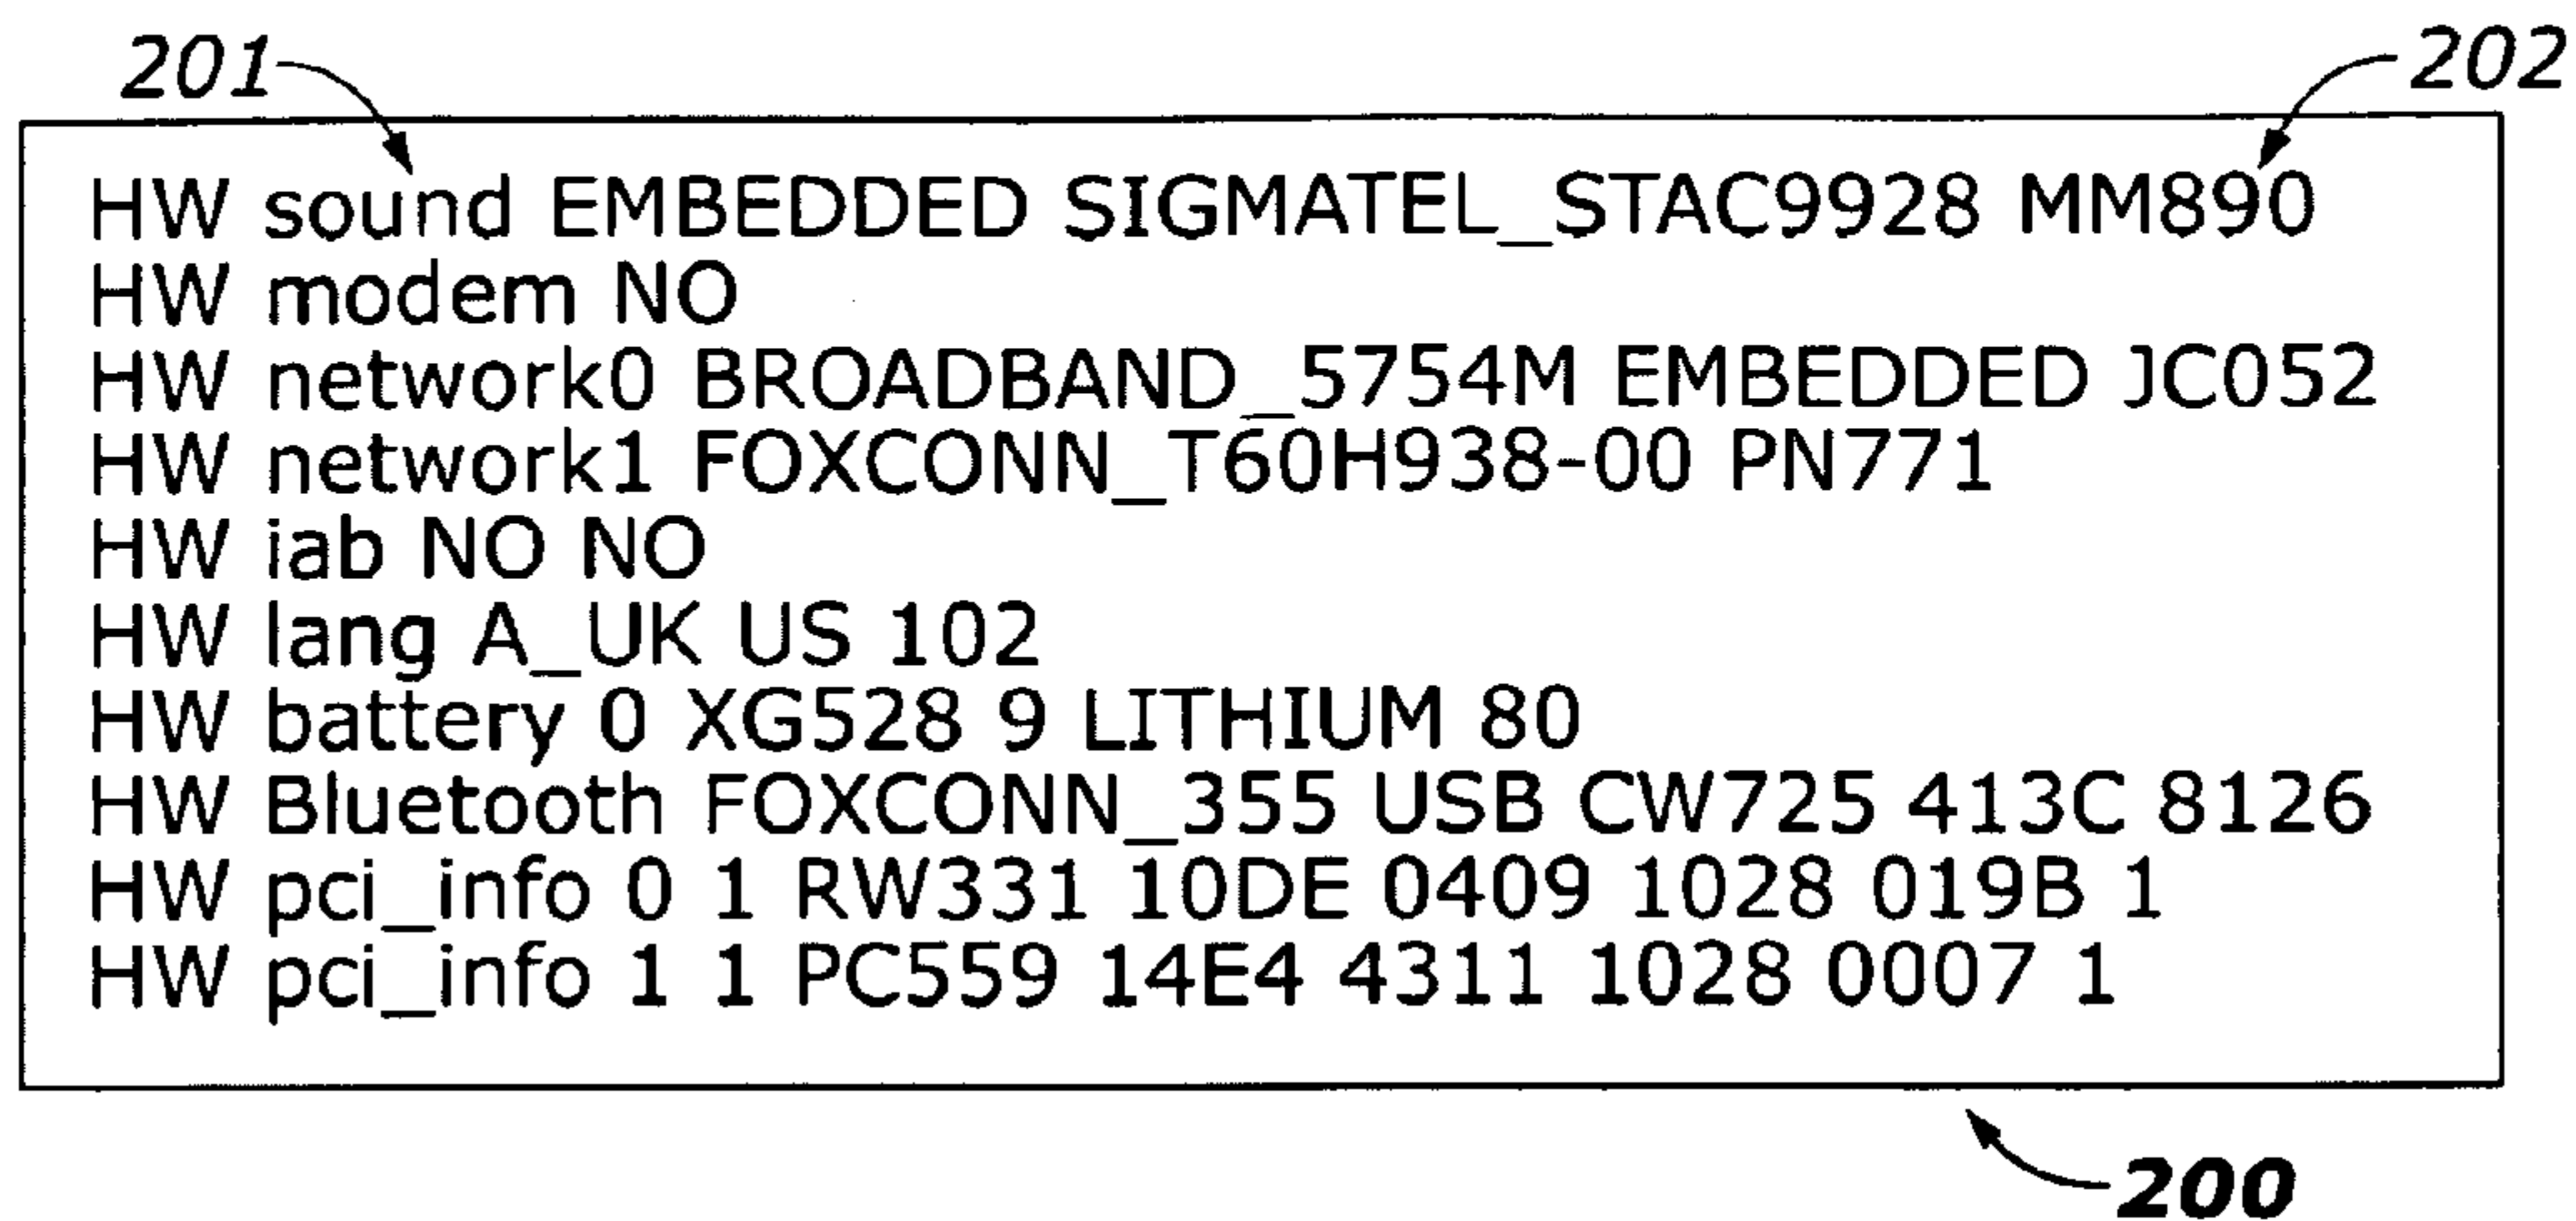 201 202
HW sound EMBEDDED SIGMATEL_STAC9928 MM890
HW modem NO
HW network0 BROADBAND_5754M EMBEDDED JC052
HW network1 FOXCONN_T60H938-00 PN771
HW iab NO NO
HW lang A_UK US 102
HW battery 0 XG528 9 LITHIUM 80
HW Bluetooth FOXCONN_355 USB CW725 413C 8126
HW pci_info 0 1 RW331 10DE 0409 1028 019B 1
HW pci_info 1 1 PC559 14E4 4311 1028 0007 1
200